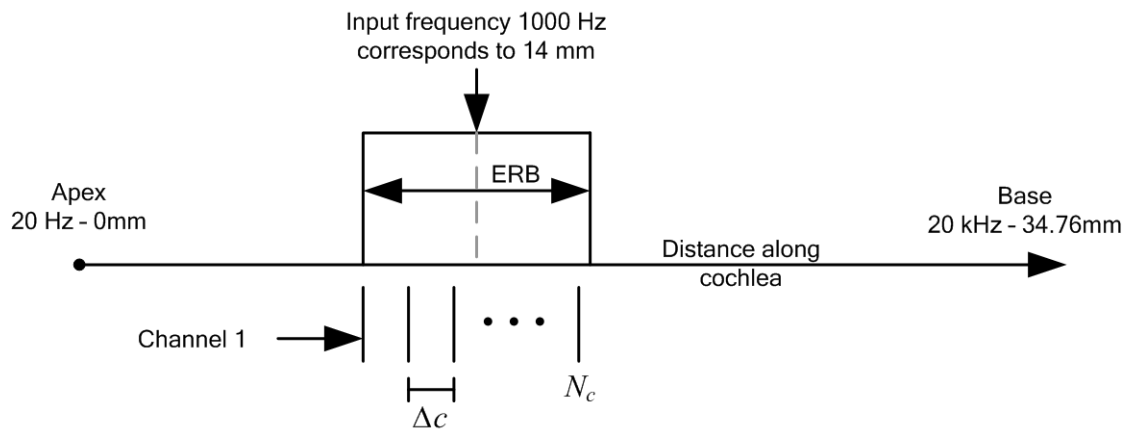 Input frequency 1000 Hz
corresponds to 14 mm
ERB
Apex
20 Hz - 0mm
Base
20 kHz - 34.76mm
Distance along
cochlea
Channel 1
Δc
N_c